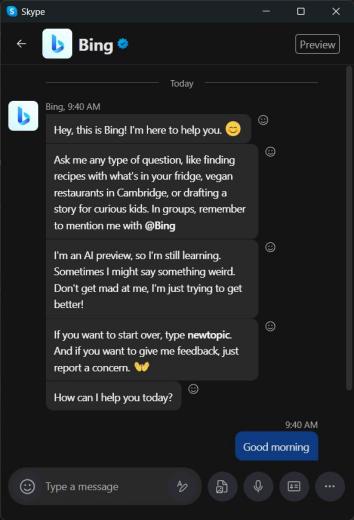 Skype
Bing
Preview
Today
Bing, 9:40 AM
Hey, this is Bing! I'm here to help you. 😊
Ask me any type of question, like finding
recipes with what's in your fridge, vegan
restaurants in Cambridge, or drafting a
story for curious kids. In groups, remember
to mention me with @Bing
I'm an AI preview, so I'm still learning.
Sometimes I might say something weird.
Don't get mad at me, I'm just trying to get
better!
If you want to start over, type newtopic.
And if you want to give me feedback, just
report a concern. 👐
How can I help you today?
9:40 AM
Good morning
Type a message